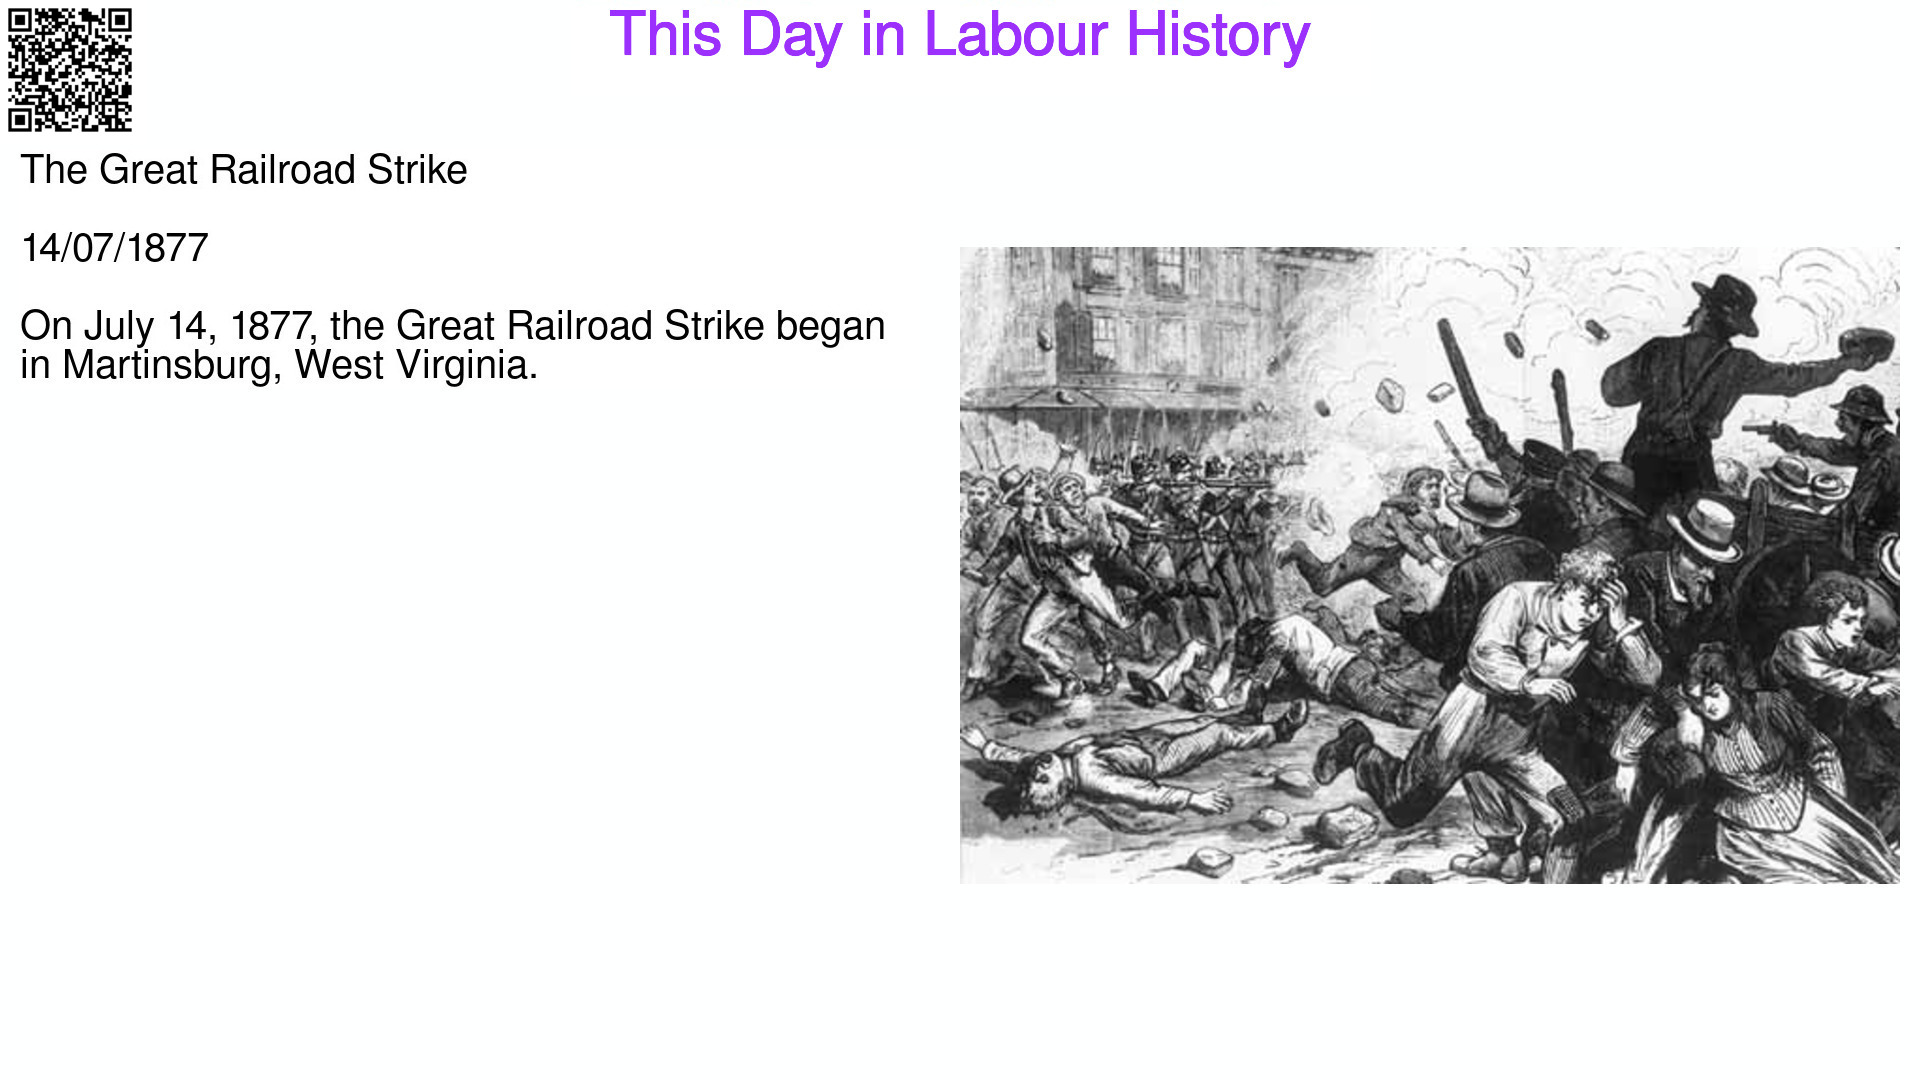 This Day in Labour History
The Great Railroad Strike
14/07/1877
On July 14, 1877, the Great Railroad Strike began
in Martinsburg, West Virginia.